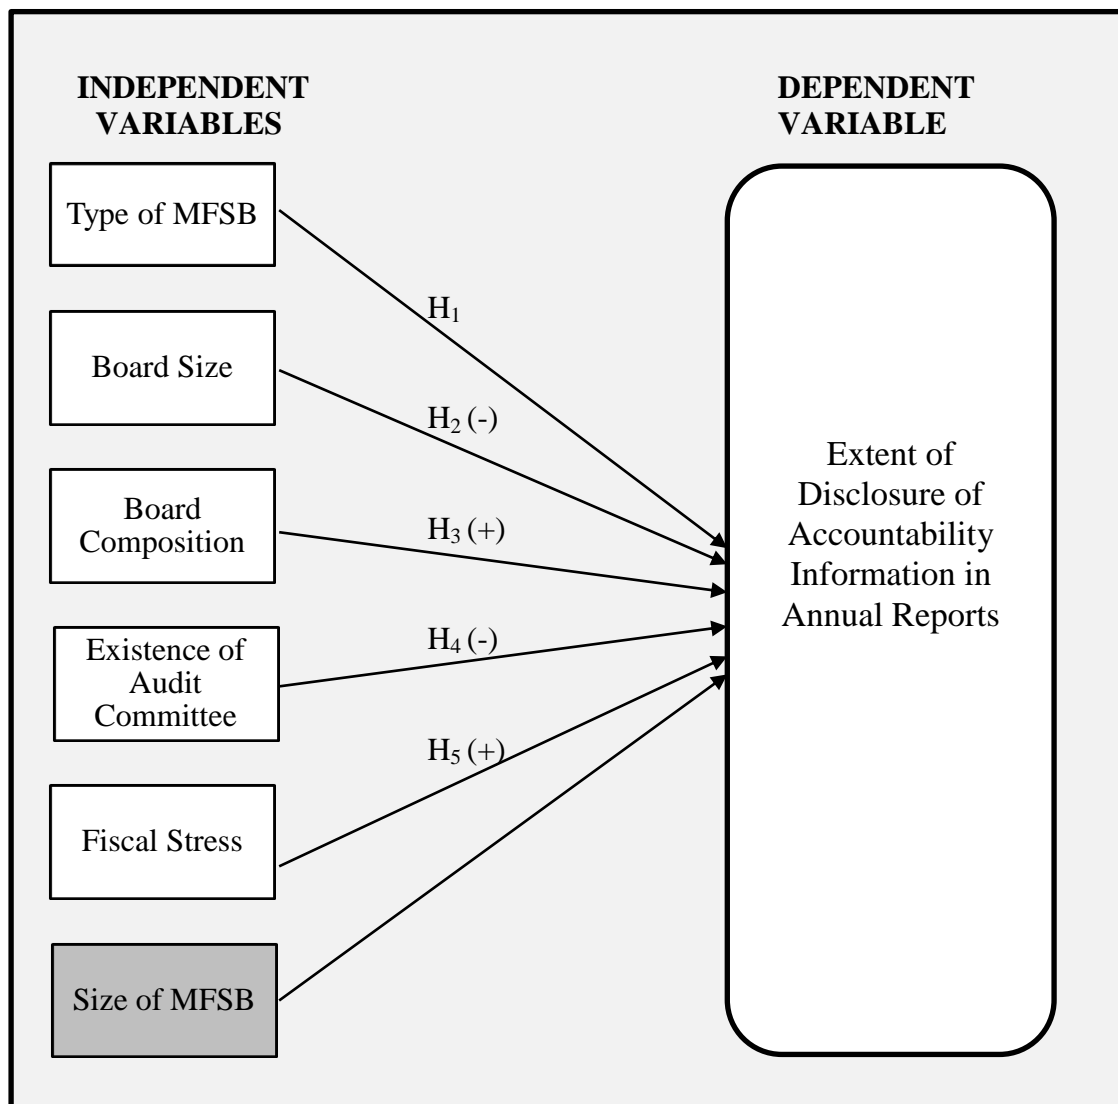 INDEPENDENT
VARIABLES
DEPENDENT
VARIABLE
Type of MFSB
H₁
Board Size
H₂ (-)
Board
Composition
H₃ (+)
Existence of
Audit
Committee
H₄ (-)
Fiscal Stress
H₅ (+)
Size of MFSB
Extent of
Disclosure of
Accountability
Information in
Annual Reports